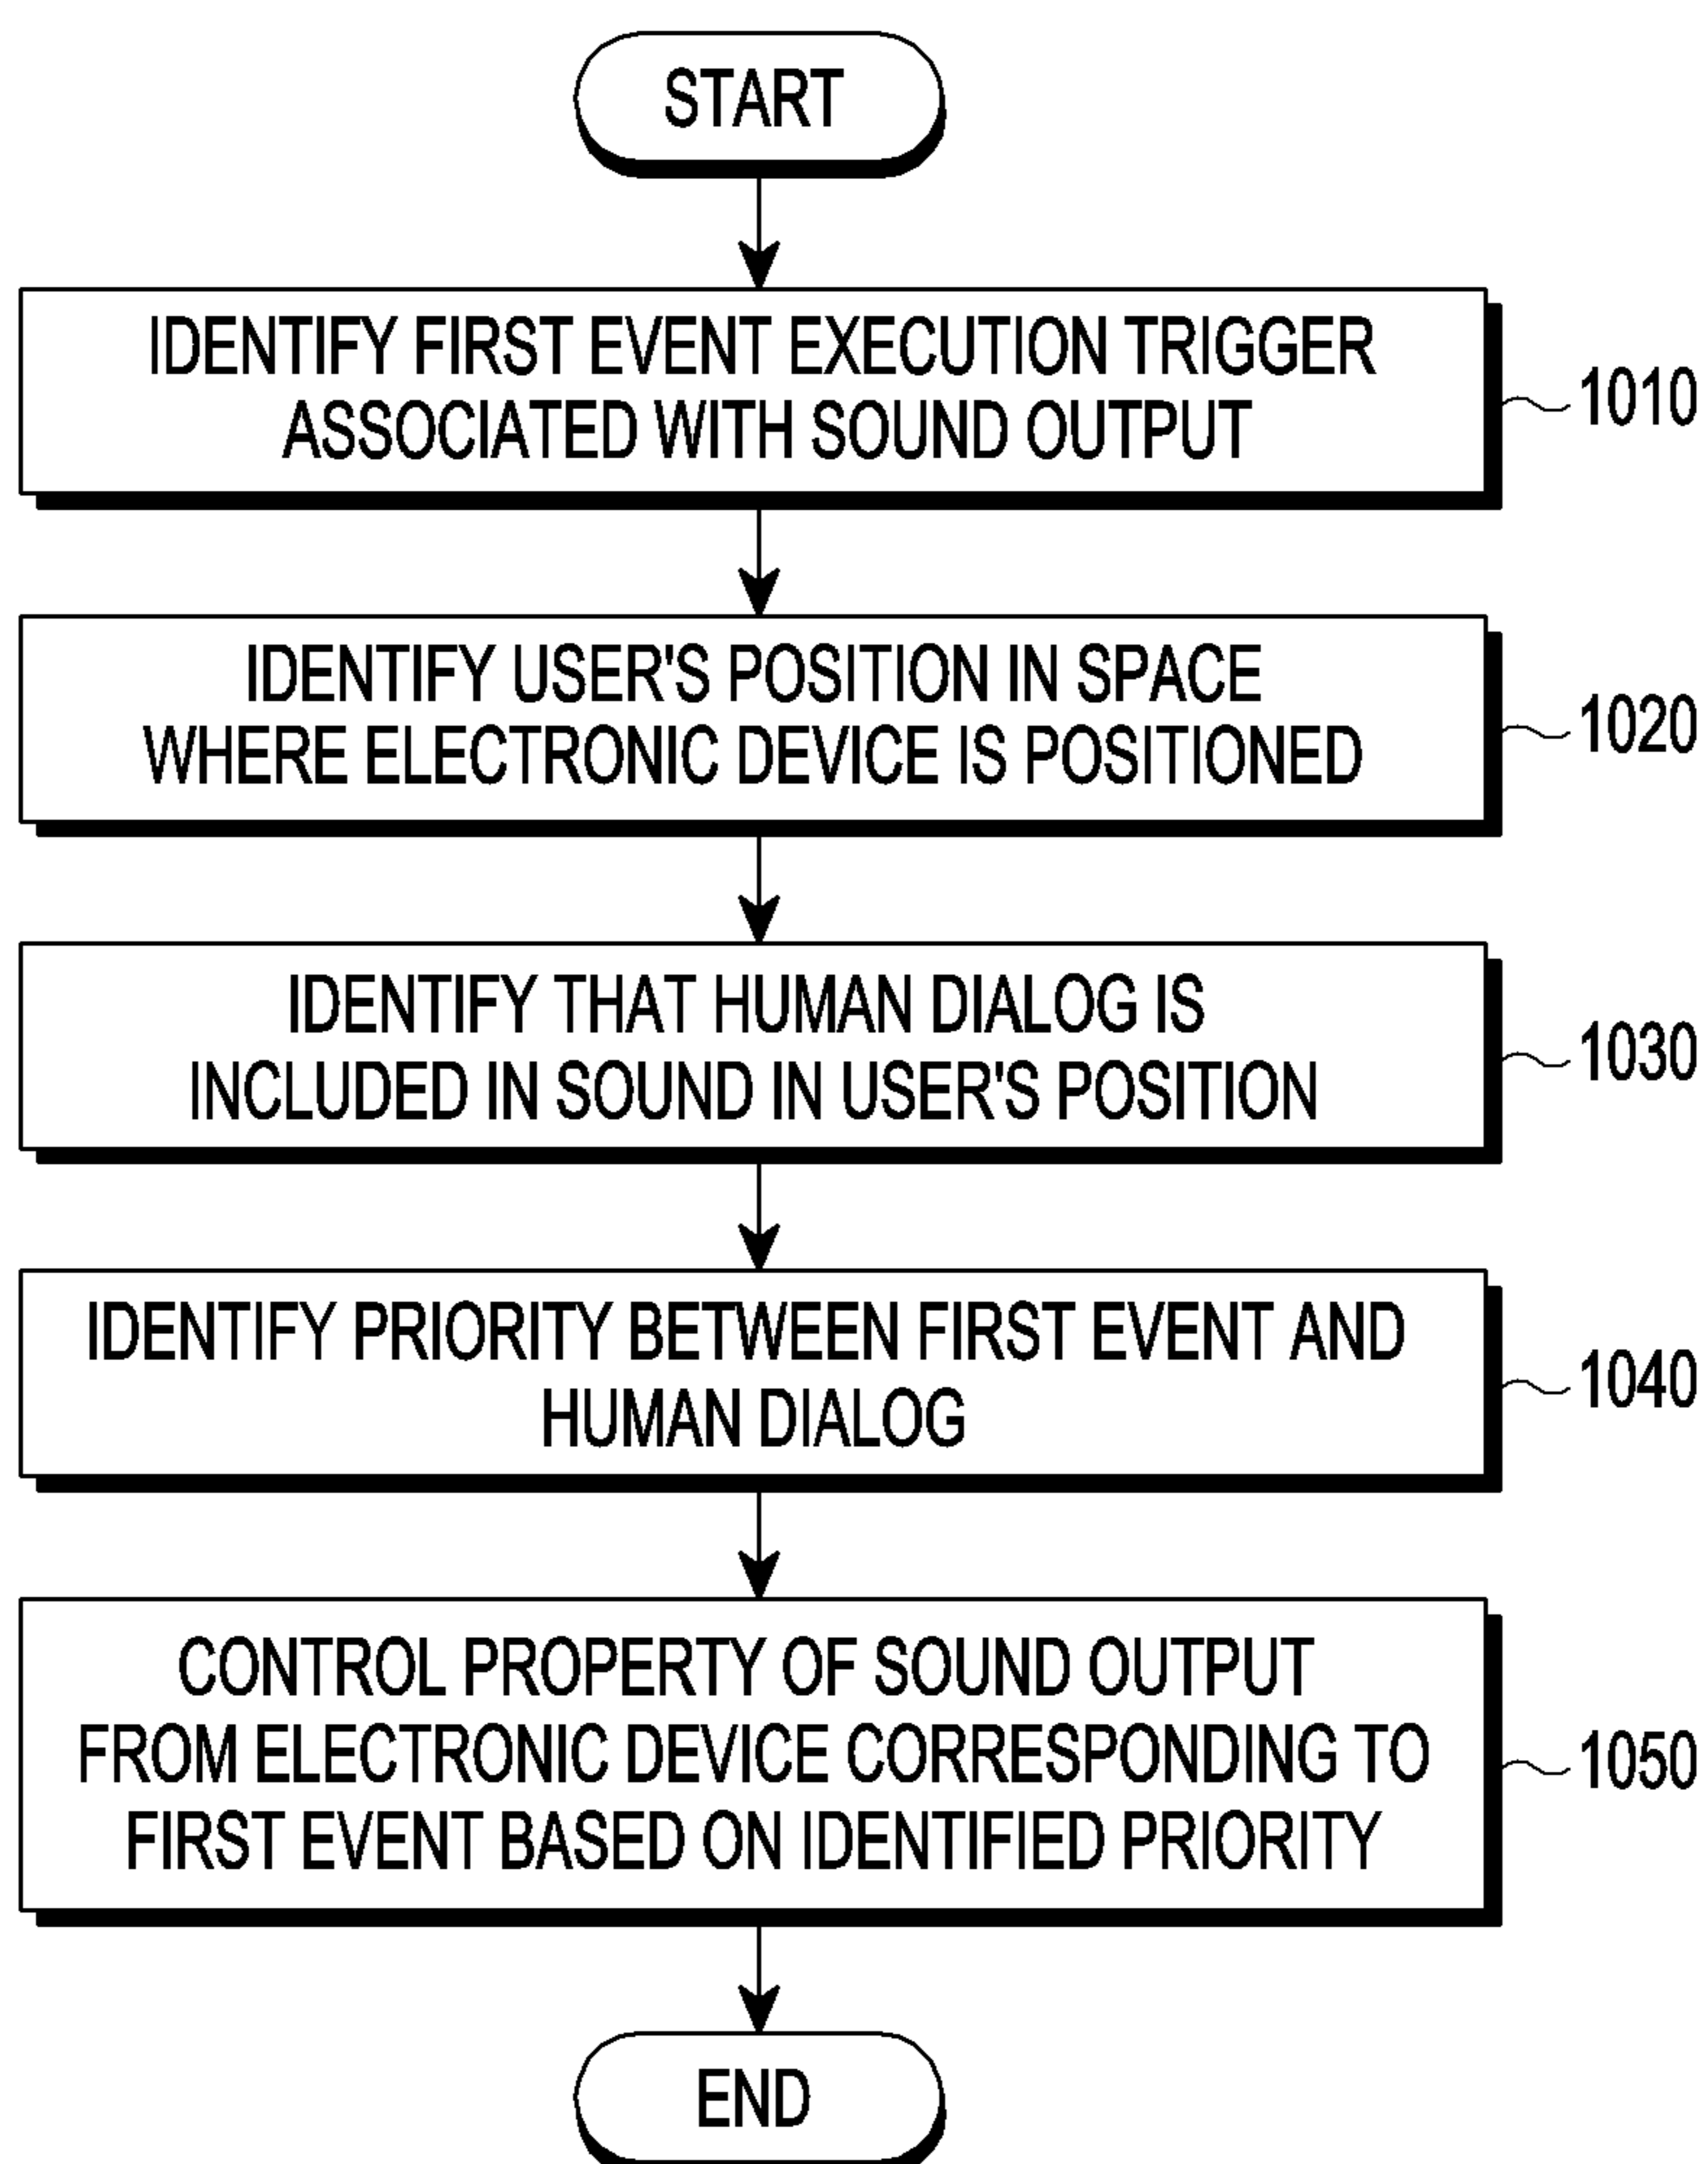 START
IDENTIFY FIRST EVENT EXECUTION TRIGGER
ASSOCIATED WITH SOUND OUTPUT
1010
IDENTIFY USER'S POSITION IN SPACE
WHERE ELECTRONIC DEVICE IS POSITIONED
1020
IDENTIFY THAT HUMAN DIALOG IS
INCLUDED IN SOUND IN USER'S POSITION
1030
IDENTIFY PRIORITY BETWEEN FIRST EVENT AND
HUMAN DIALOG
1040
CONTROL PROPERTY OF SOUND OUTPUT
FROM ELECTRONIC DEVICE CORRESPONDING TO
FIRST EVENT BASED ON IDENTIFIED PRIORITY
1050
END